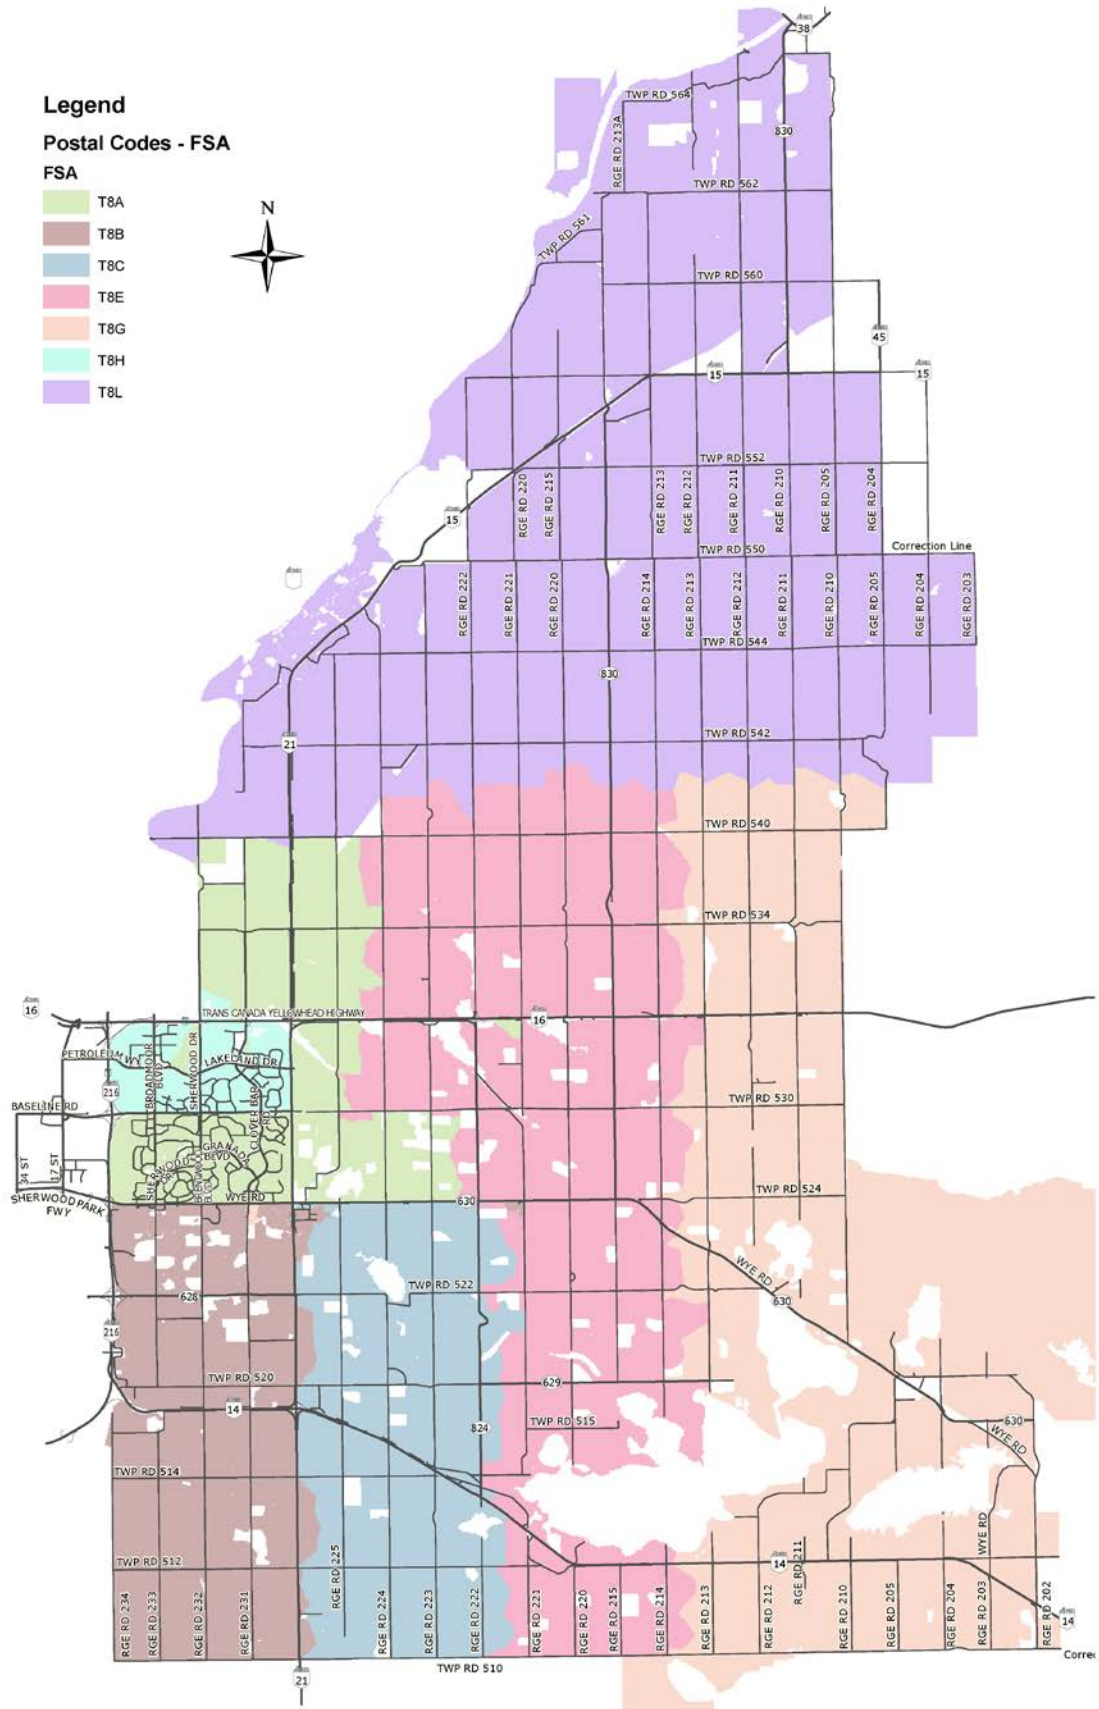 Legend
Postal Codes - FSA
FSA
T8A
T8B
T8C
T8E
T8G
T8H
T8L
N
38
TWP RD 564
830
RGE RD 213A
TWP RD 562
TWP RD 561
TWP RD 560
45
15
15
TWP RD 552
RGE RD 220
RGE RD 215
RGE RD 213
RGE RD 212
RGE RD 211
RGE RD 210
RGE RD 205
RGE RD 204
15
TWP RD 550
Correction Line
RGE RD 222
RGE RD 221
RGE RD 220
RGE RD 214
RGE RD 213
RGE RD 212
RGE RD 211
RGE RD 210
RGE RD 205
RGE RD 204
RGE RD 203
TWP RD 544
830
TWP RD 542
21
TWP RD 540
TWP RD 534
16
TRANS CANADA YELLOWHEAD HIGHWAY
16
PETROLEUM WY
BROADMOOR
BLVD
SHERWOOD DR
LAKELAND DR
216
BASELINE RD
CLOVER BAR
RD
TWP RD 530
34 ST
17 ST
SHERWOOD
DR
GRANADA
BLVD
WYE RD
630
TWP RD 524
SHERWOOD PARK
FWY
WYE RD
TWP RD 522
628
630
216
TWP RD 520
629
14
824
TWP RD 515
630
WYE RD
TWP RD 514
WYE RD
TWP RD 512
14
RGE RD 234
RGE RD 233
RGE RD 232
RGE RD 231
RGE RD 225
RGE RD 224
RGE RD 223
RGE RD 222
RGE RD 221
RGE RD 220
RGE RD 215
RGE RD 214
RGE RD 213
RGE RD 212
RGE RD 211
RGE RD 210
RGE RD 205
RGE RD 204
RGE RD 203
RGE RD 202
14
TWP RD 510
Correc
21